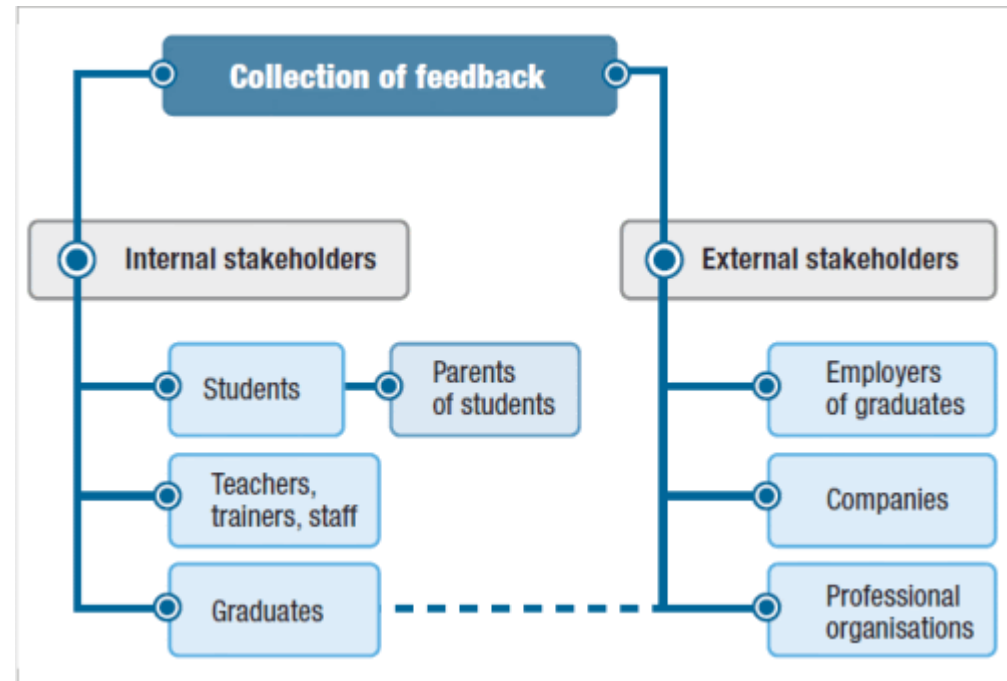 Collection of feedback
Internal stakeholders
External stakeholders
Students
Parents
of students
Employers
of graduates
Teachers,
trainers, staff
Companies
Graduates
Professional
organisations